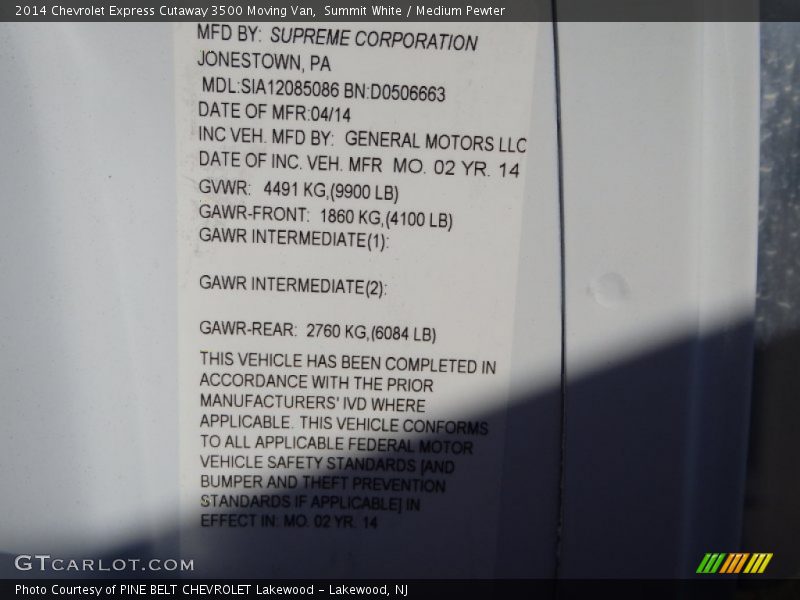 2014 Chevrolet Express Cutaway 3500 Moving Van,  Summit White / Medium Pewter
MFD BY: SUPREME CORPORATION
JONESTOWN, PA
MDL:SIA12085086 BN:D0506663
DATE OF MFR:04/14
INC VEH. MFD BY: GENERAL MOTORS LLC
DATE OF INC. VEH. MFR MO. 02 YR. 14
GVWR: 4491 KG,(9900 LB)
GAWR-FRONT: 1860 KG,(4100 LB)
GAWR INTERMEDIATE(1):
GAWR INTERMEDIATE(2):
GAWR-REAR: 2760 KG,(6084 LB)
THIS VEHICLE HAS BEEN COMPLETED IN
ACCORDANCE WITH THE PRIOR
MANUFACTURERS' IVD WHERE
APPLICABLE. THIS VEHICLE CONFORMS
TO ALL APPLICABLE FEDERAL MOTOR
VEHICLE SAFETY STANDARDS [AND
BUMPER AND THEFT PREVENTION
STANDARDS IF APPLICABLE] IN
EFFECT IN: MO. 02 YR. 14
GTCARLOT.COM
Photo Courtesy of PINE BELT CHEVROLET Lakewood - Lakewood, NJ